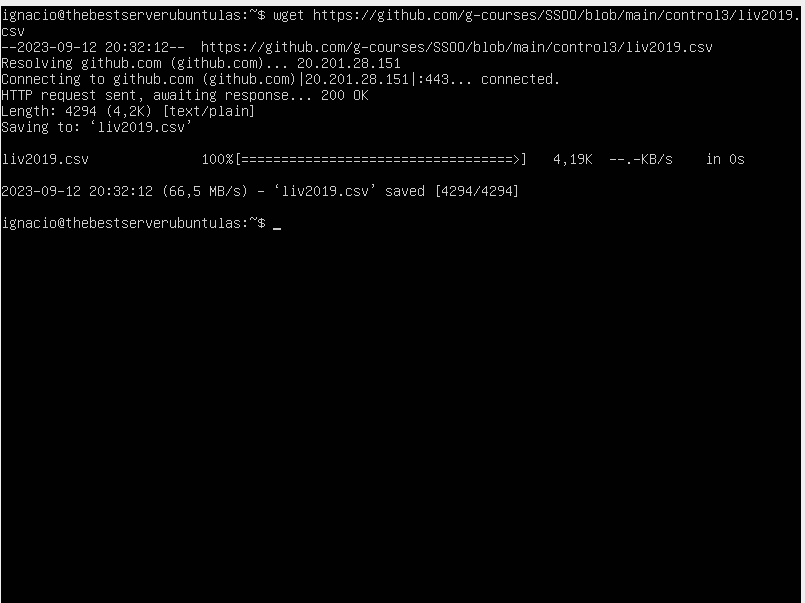 ignacio@thebestserverubuntulas:~$ wget https://github.com/g-courses/SSOO/blob/main/control3/liv2019.
csv
--2023-09-12 20:32:12--  https://github.com/g-courses/SSOO/blob/main/control3/liv2019.csv
Resolving github.com (github.com)... 20.201.28.151
Connecting to github.com (github.com)|20.201.28.151|:443... connected.
HTTP request sent, awaiting response... 200 OK
Length: 4294 (4,2K) [text/plain]
Saving to: ‘liv2019.csv’
liv2019.csv              100%[==================================>]   4,19K  --.-KB/s    in 0s
2023-09-12 20:32:12 (66,5 MB/s) - ‘liv2019.csv’ saved [4294/4294]
ignacio@thebestserverubuntulas:~$ _